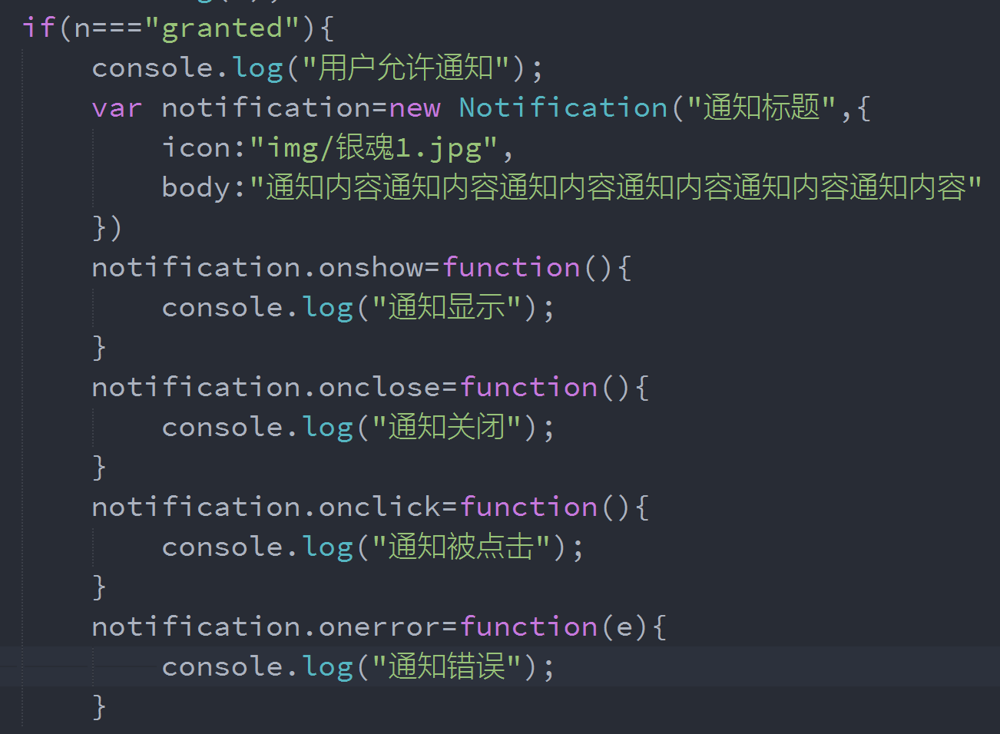 if(n==="granted"){
console.log("用户允许通知");
var notification=new Notification("通知标题",{
icon:"img/银魂1.jpg",
body:"通知内容通知内容通知内容通知内容通知内容通知内容"
})
notification.onshow=function(){
console.log("通知显示");
}
notification.onclose=function(){
console.log("通知关闭");
}
notification.onclick=function(){
console.log("通知被点击");
}
notification.onerror=function(e){
console.log("通知错误");
}